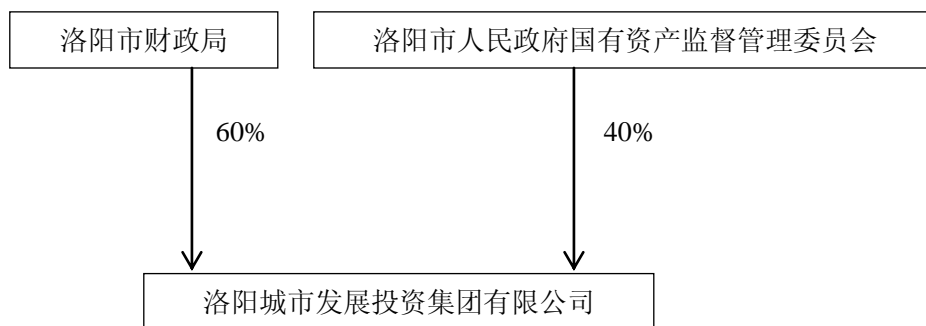 洛阳市财政局
洛阳市人民政府国有资产监督管理委员会
60%
40%
洛阳城市发展投资集团有限公司